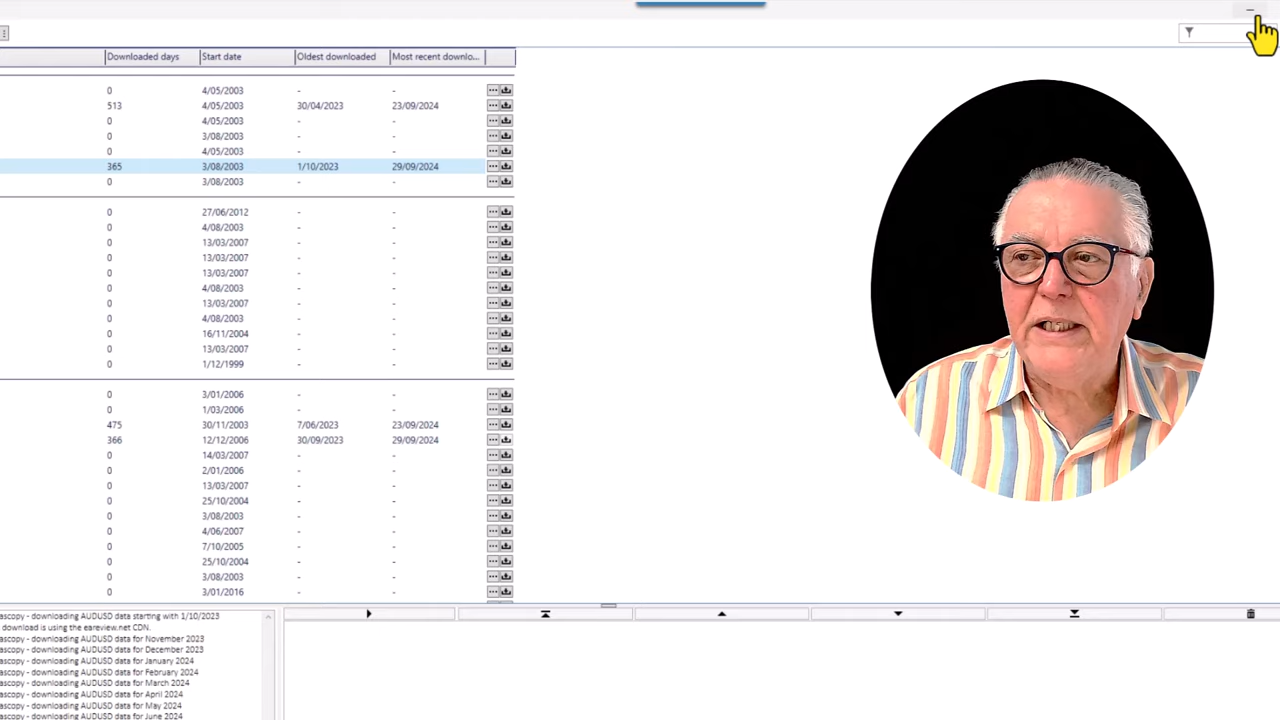 Downloaded days Start date Oldest downloaded Most recent downlo...
0 4/05/2003 - -
513 4/05/2003 30/04/2023 23/09/2024
0 4/05/2003 - -
0 3/08/2003 - -
0 4/05/2003 - -
365 3/08/2003 1/10/2023 29/09/2024
0 3/08/2003 - -
0 27/06/2012 - -
0 4/08/2003 - -
0 13/03/2007 - -
0 13/03/2007 - -
0 13/03/2007 - -
0 4/08/2003 - -
0 13/03/2007 - -
0 4/08/2003 - -
0 16/11/2004 - -
0 13/03/2007 - -
0 1/12/1999 - -
0 3/01/2006 - -
0 1/03/2006 - -
475 30/11/2003 7/06/2023 23/09/2024
366 12/12/2006 30/09/2023 29/09/2024
0 14/03/2007 - -
0 2/01/2006 - -
0 13/03/2007 - -
0 25/10/2004 - -
0 3/08/2003 - -
0 4/06/2007 - -
0 7/10/2005 - -
0 25/10/2004 - -
0 3/08/2003 - -
0 3/01/2016 - -
ascopy - downloading AUDUSD data starting with 1/10/2023
download is using the eareview.net CDN.
ascopy - downloading AUDUSD data for November 2023
ascopy - downloading AUDUSD data for December 2023
ascopy - downloading AUDUSD data for January 2024
ascopy - downloading AUDUSD data for February 2024
ascopy - downloading AUDUSD data for March 2024
ascopy - downloading AUDUSD data for April 2024
ascopy - downloading AUDUSD data for May 2024
ascopy - downloading AUDUSD data for June 2024